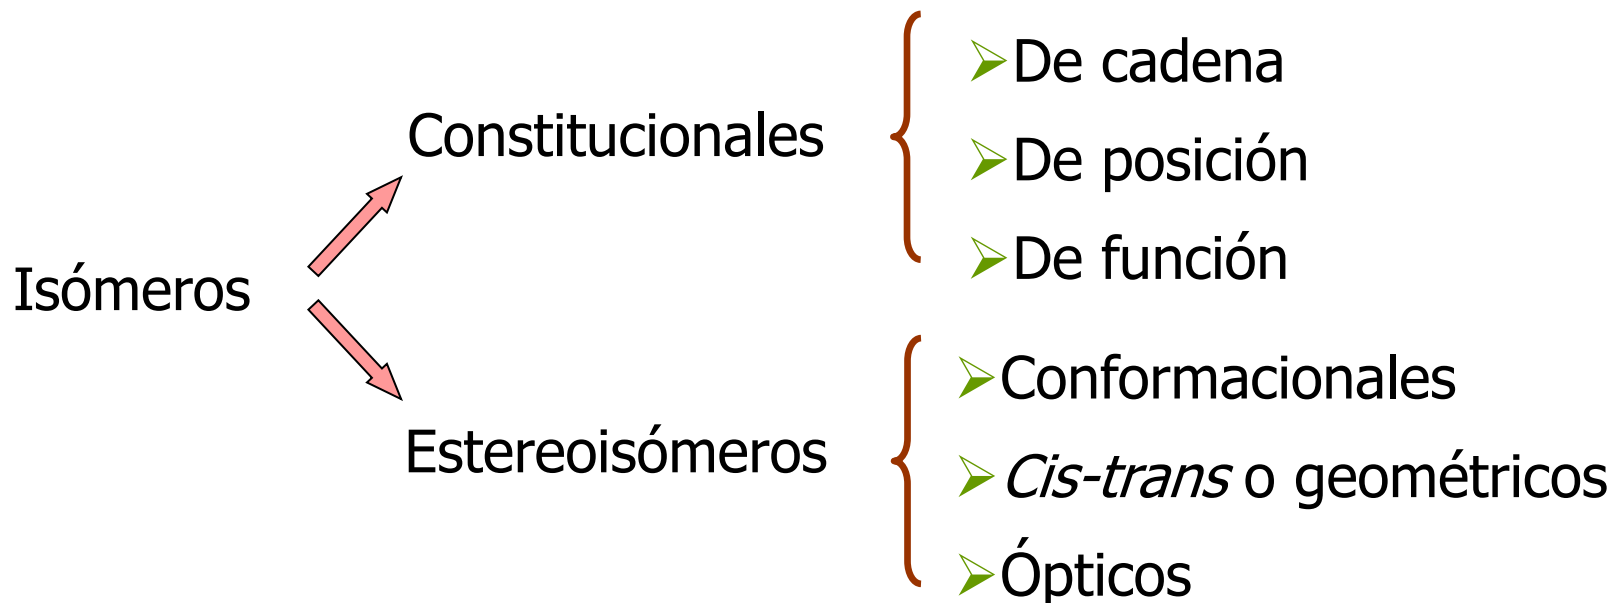 Isómeros
Constitucionales
De cadena
De posición
De función
Estereoisómeros
Conformacionales
Cis-trans o geométricos
Ópticos